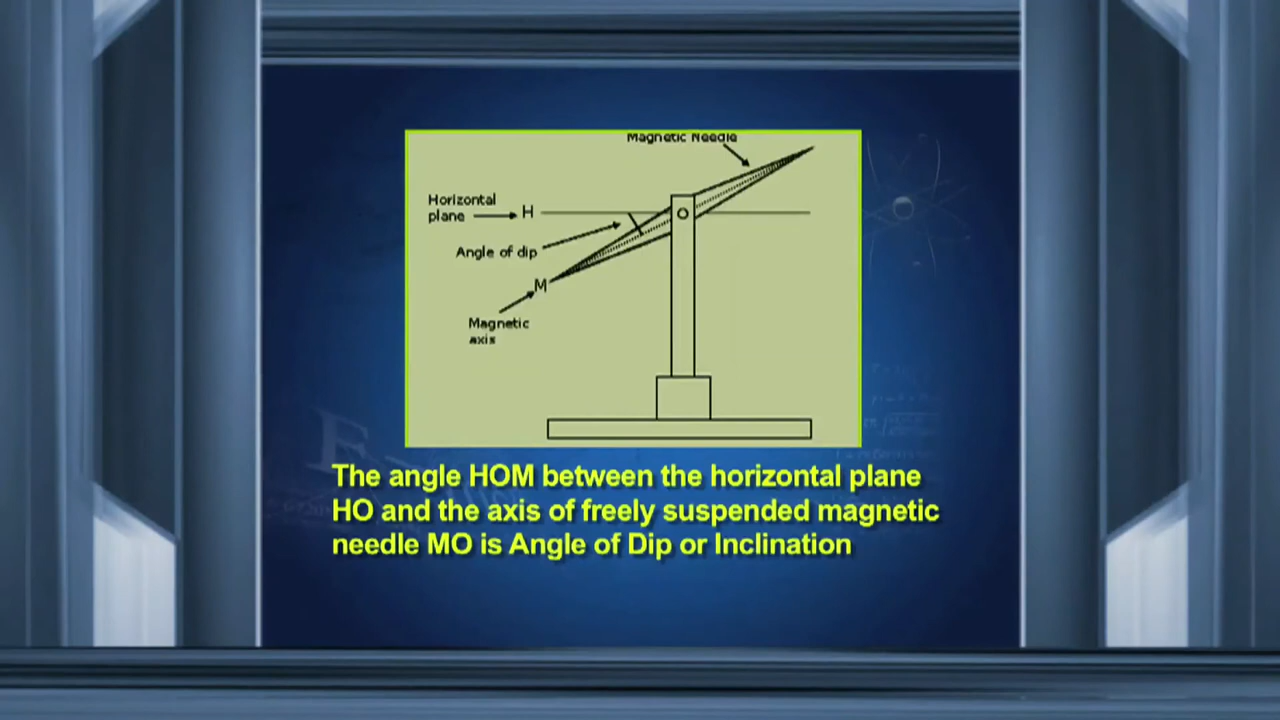 Magnetic Needle
Horizontal
plane
H
Angle of dip
M
Magnetic
axis
The angle HOM between the horizontal plane
HO and the axis of freely suspended magnetic
needle MO is Angle of Dip or Inclination